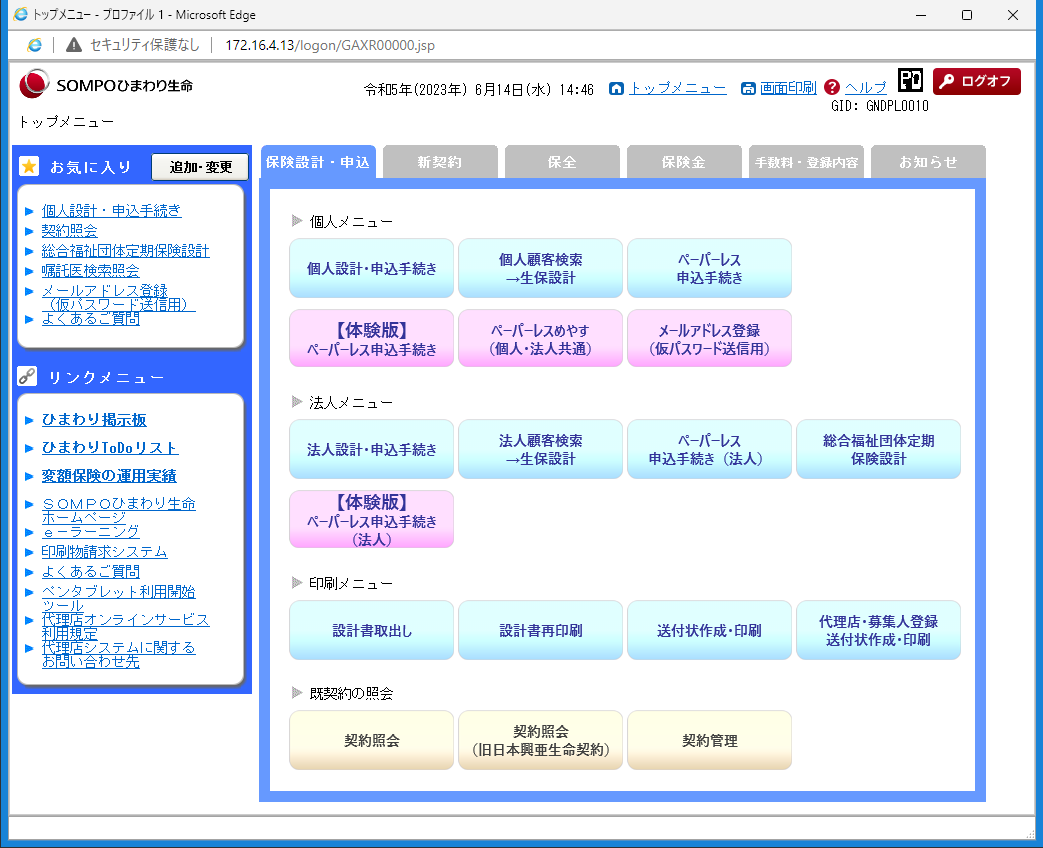 トップメニュー - プロファイル 1 - Microsoft Edge
セキュリティ保護なし | 172.16.4.13/logon/GAXR00000.jsp
SOMPOひまわり生命
令和5年(2023年) 6月14日(水) 14:46 トップメニュー 画面印刷 ヘルプ ログオフ
GID: GNDPL0010
トップメニュー
お気に入り 追加・変更
個人設計・申込手続き
契約照会
総合福祉団体定期保険設計
嘱託医検索照会
メールアドレス登録
（仮パスワード送信用）
よくあるご質問
リンクメニュー
ひまわり掲示板
ひまわりToDoリスト
変額保険の運用実績
ＳＯＭＰＯひまわり生命
ホームページ
ｅ－ラーニング
印刷物請求システム
よくあるご質問
ペンタブレット利用開始
ツール
代理店オンラインサービス
利用規定
代理店システムに関する
お問い合わせ先
保険設計・申込 新契約 保全 保険金 手数料・登録内容 お知らせ
個人メニュー
個人設計・申込手続き
個人顧客検索
→生保設計
ペーパーレス
申込手続き
【体験版】
ペーパーレス申込手続き
ペーパーレスめやす
（個人・法人共通）
メールアドレス登録
（仮パスワード送信用）
法人メニュー
法人設計・申込手続き
法人顧客検索
→生保設計
ペーパーレス
申込手続き（法人）
総合福祉団体定期
保険設計
【体験版】
ペーパーレス申込手続き
（法人）
印刷メニュー
設計書取出し
設計書再印刷
送付状作成・印刷
代理店・募集人登録
送付状作成・印刷
既契約の照会
契約照会
契約照会
（旧日本興亜生命契約）
契約管理